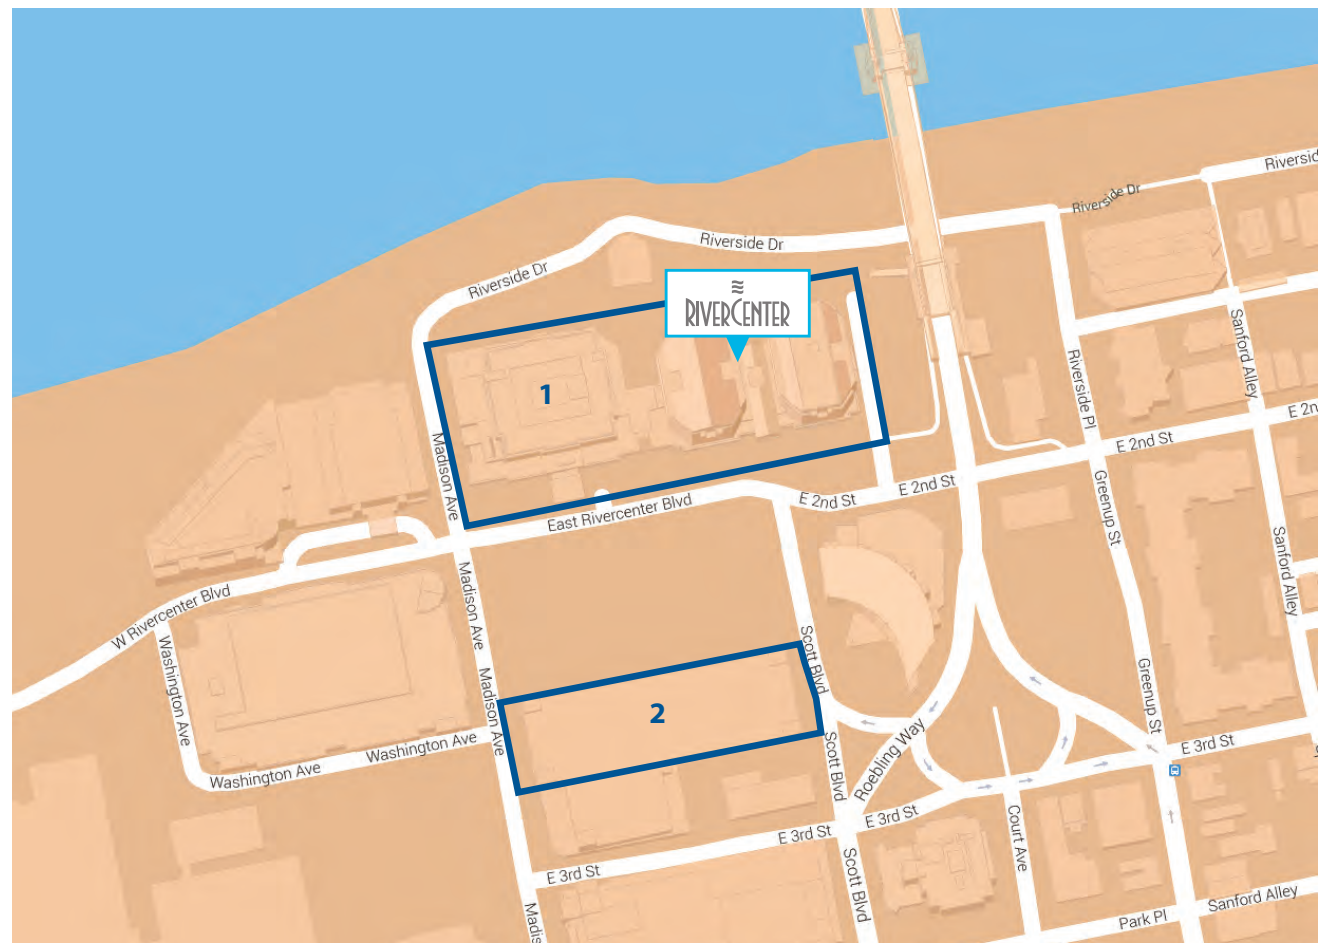 Riversid
Riverside Dr
Riverside Dr
Riverside Dr
≋
RIVERCENTER
Sanford Alley
Riverside Pl
1
Madison Ave
E 2nd St
E 2n
E 2nd St
E 2nd St
East Rivercenter Blvd
Greenup St
Sanford Alley
W Rivercenter Blvd
Madison Ave
Washington Ave
Scott Blvd
Greenup St
Madison Ave
2
Washington Ave
Washington Ave
Scott Blvd
Roebling Way
E 3rd St
E 3rd St
E 3rd St
E 3rd St
Court Ave
Scott Blvd
Madis
Park Pl
Sanford Alley